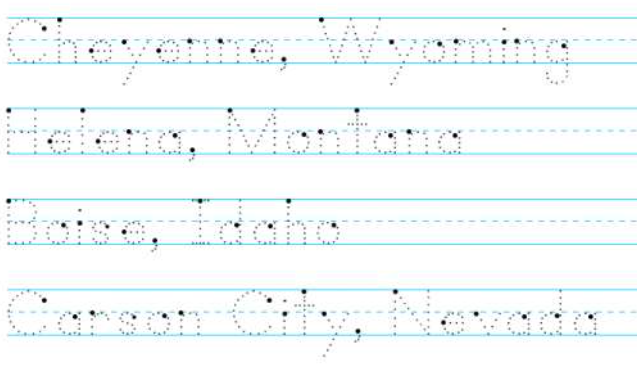 Cheyenne, Wyoming
Helena, Montana
Boise, Idaho
Carson City, Nevada